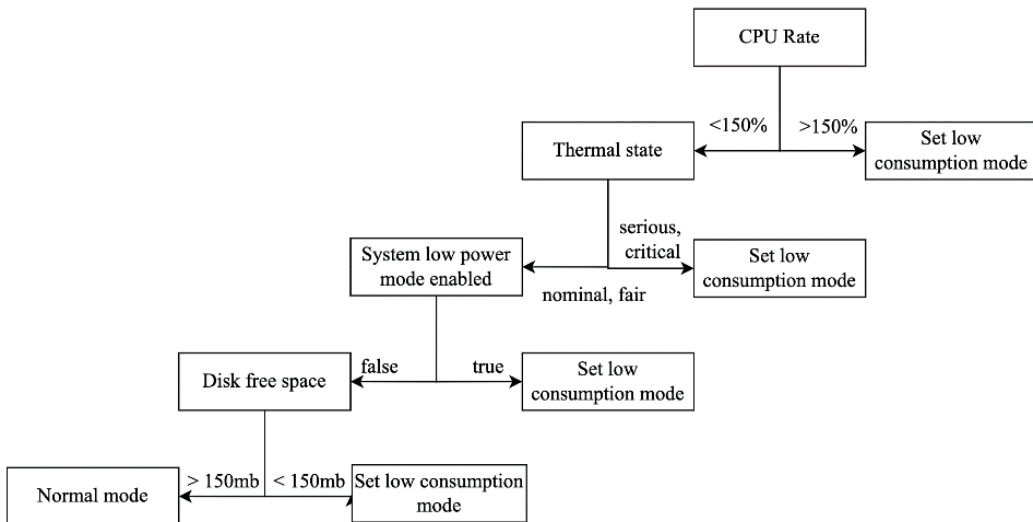 CPU Rate
<150%
>150%
Thermal state
Set low
consumption mode
serious,
critical
System low power
mode enabled
Set low
consumption mode
nominal, fair
false
true
Disk free space
Set low
consumption mode
> 150mb
< 150mb
Normal mode
Set low consumption
mode